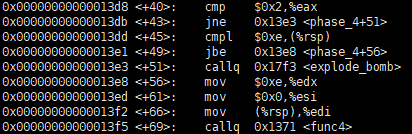 0x00000000000013d8 <+40>: cmp $0x2,%eax
0x00000000000013db <+43>: jne 0x13e3 <phase_4+51>
0x00000000000013dd <+45>: cmpl $0xe,(%rsp)
0x00000000000013e1 <+49>: jbe 0x13e8 <phase_4+56>
0x00000000000013e3 <+51>: callq 0x17f3 <explode_bomb>
0x00000000000013e8 <+56>: mov $0xe,%edx
0x00000000000013ed <+61>: mov $0x0,%esi
0x00000000000013f2 <+66>: mov (%rsp),%edi
0x00000000000013f5 <+69>: callq 0x1371 <func4>